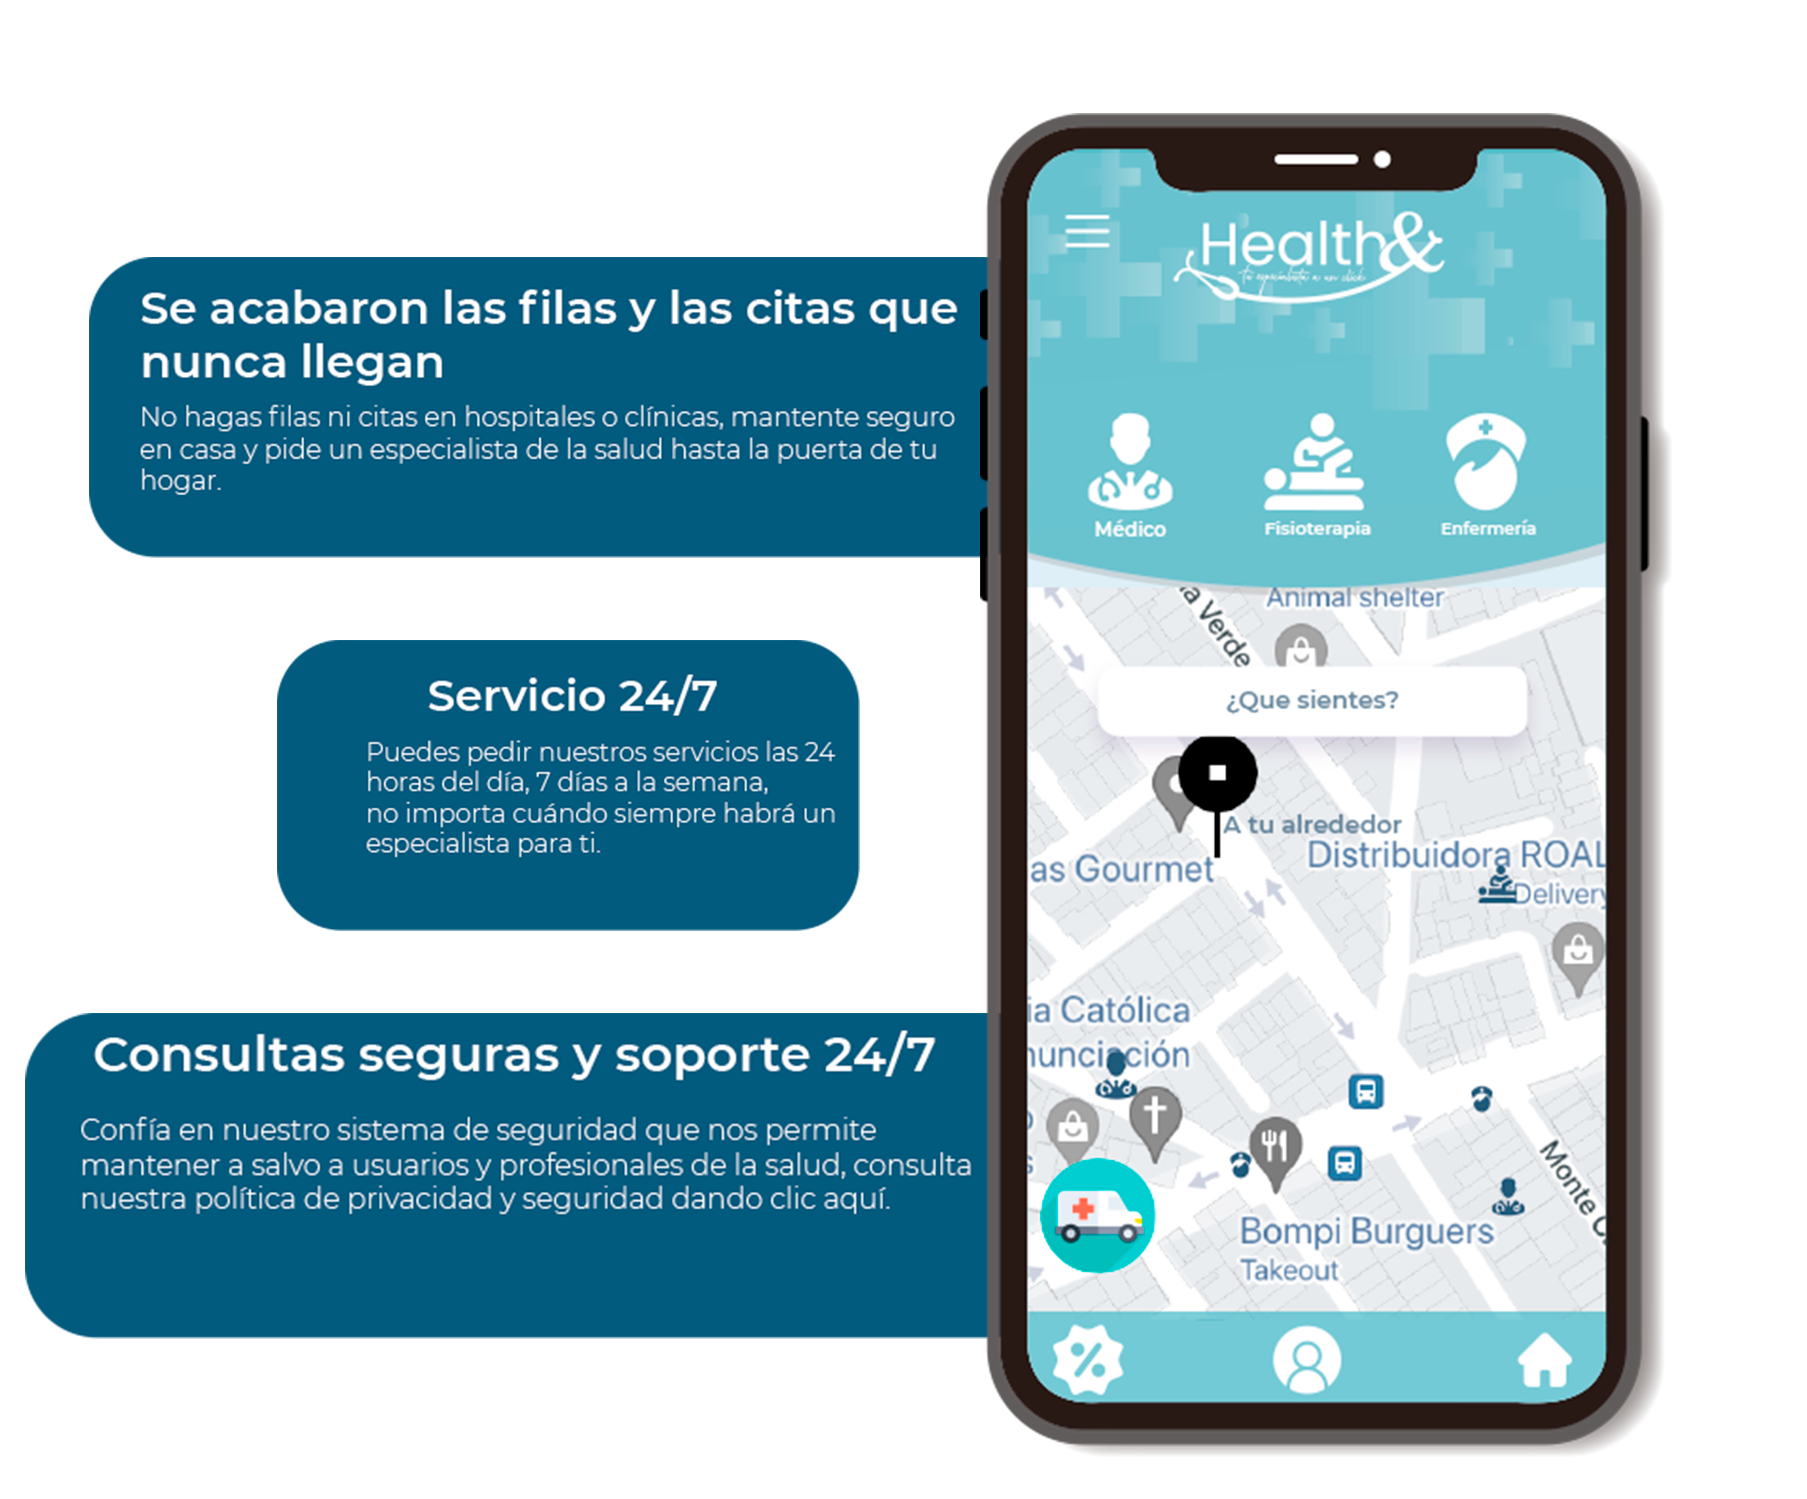 Se acabaron las filas y las citas que
nunca llegan
No hagas filas ni citas en hospitales o clínicas, mantente seguro
en casa y pide un especialista de la salud hasta la puerta de tu
hogar.
Servicio 24/7
Puedes pedir nuestros servicios las 24
horas del día, 7 días a la semana,
no importa cuándo siempre habrá un
especialista para ti.
Consultas seguras y soporte 24/7
Confía en nuestro sistema de seguridad que nos permite
mantener a salvo a usuarios y profesionales de la salud, consulta
nuestra política de privacidad y seguridad dando clic aquí.
Health&
tu especialista a un click
Médico
Fisioterapia
Enfermería
Animal shelter
Verde
¿Que sientes?
A tu alrededor
Distribuidora ROAL
Delivery
as Gourmet
ia Católica
nunciación
Monte
Bompi Burguers
Takeout